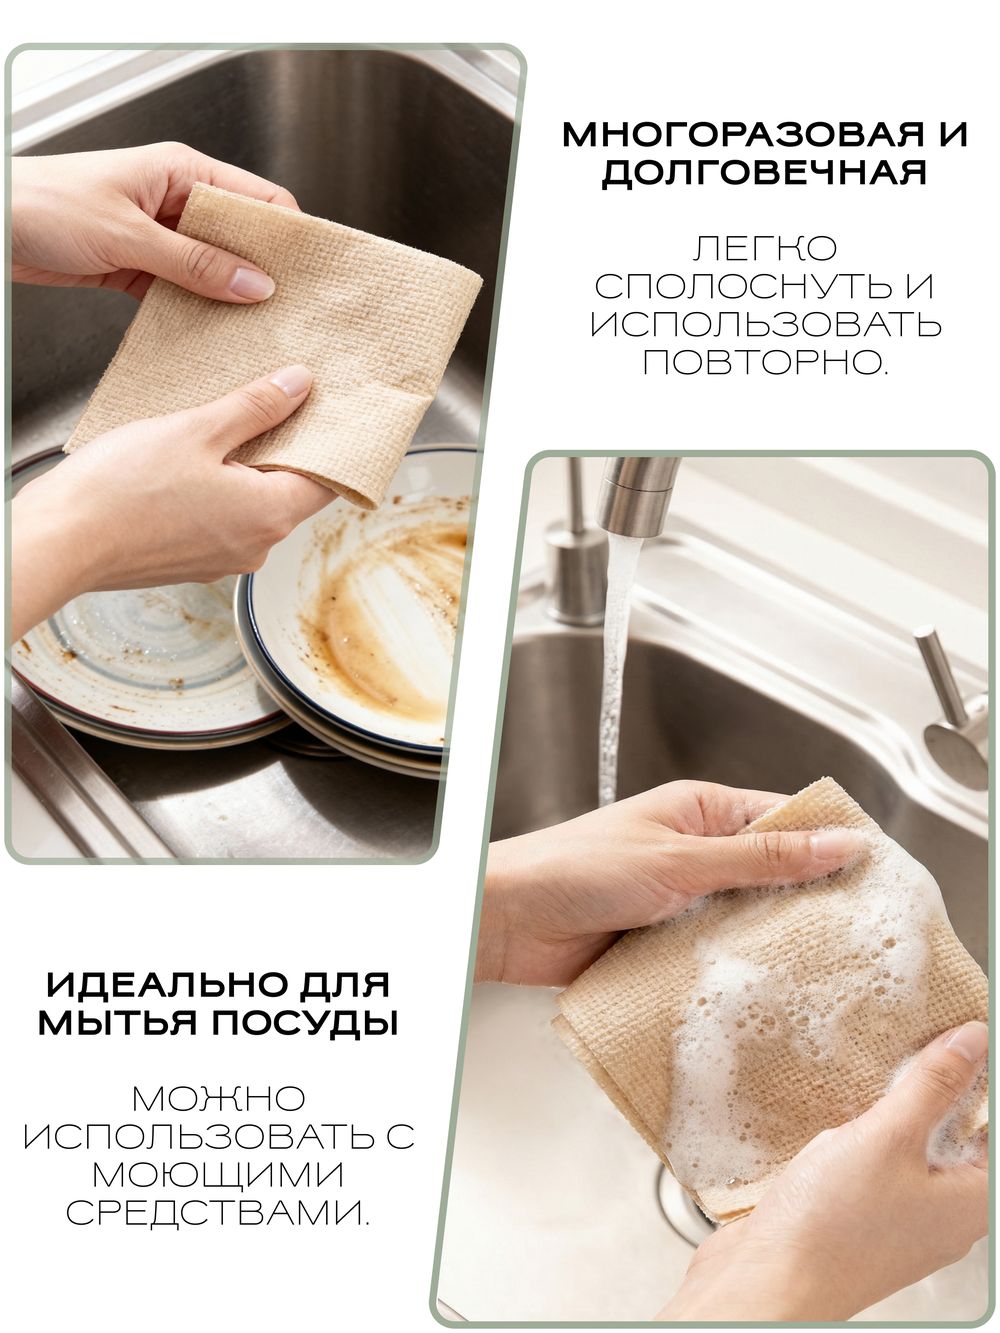 МНОГОРАЗОВАЯ И
ДОЛГОВЕЧНАЯ
ЛЕГКО
СПОЛОСНУТЬ И
ИСПОЛЬЗОВАТЬ
ПОВТОРНО.
ИДЕАЛЬНО ДЛЯ
МЫТЬЯ ПОСУДЫ
МОЖНО
ИСПОЛЬЗОВАТЬ С
МОЮЩИМИ
СРЕДСТВАМИ.